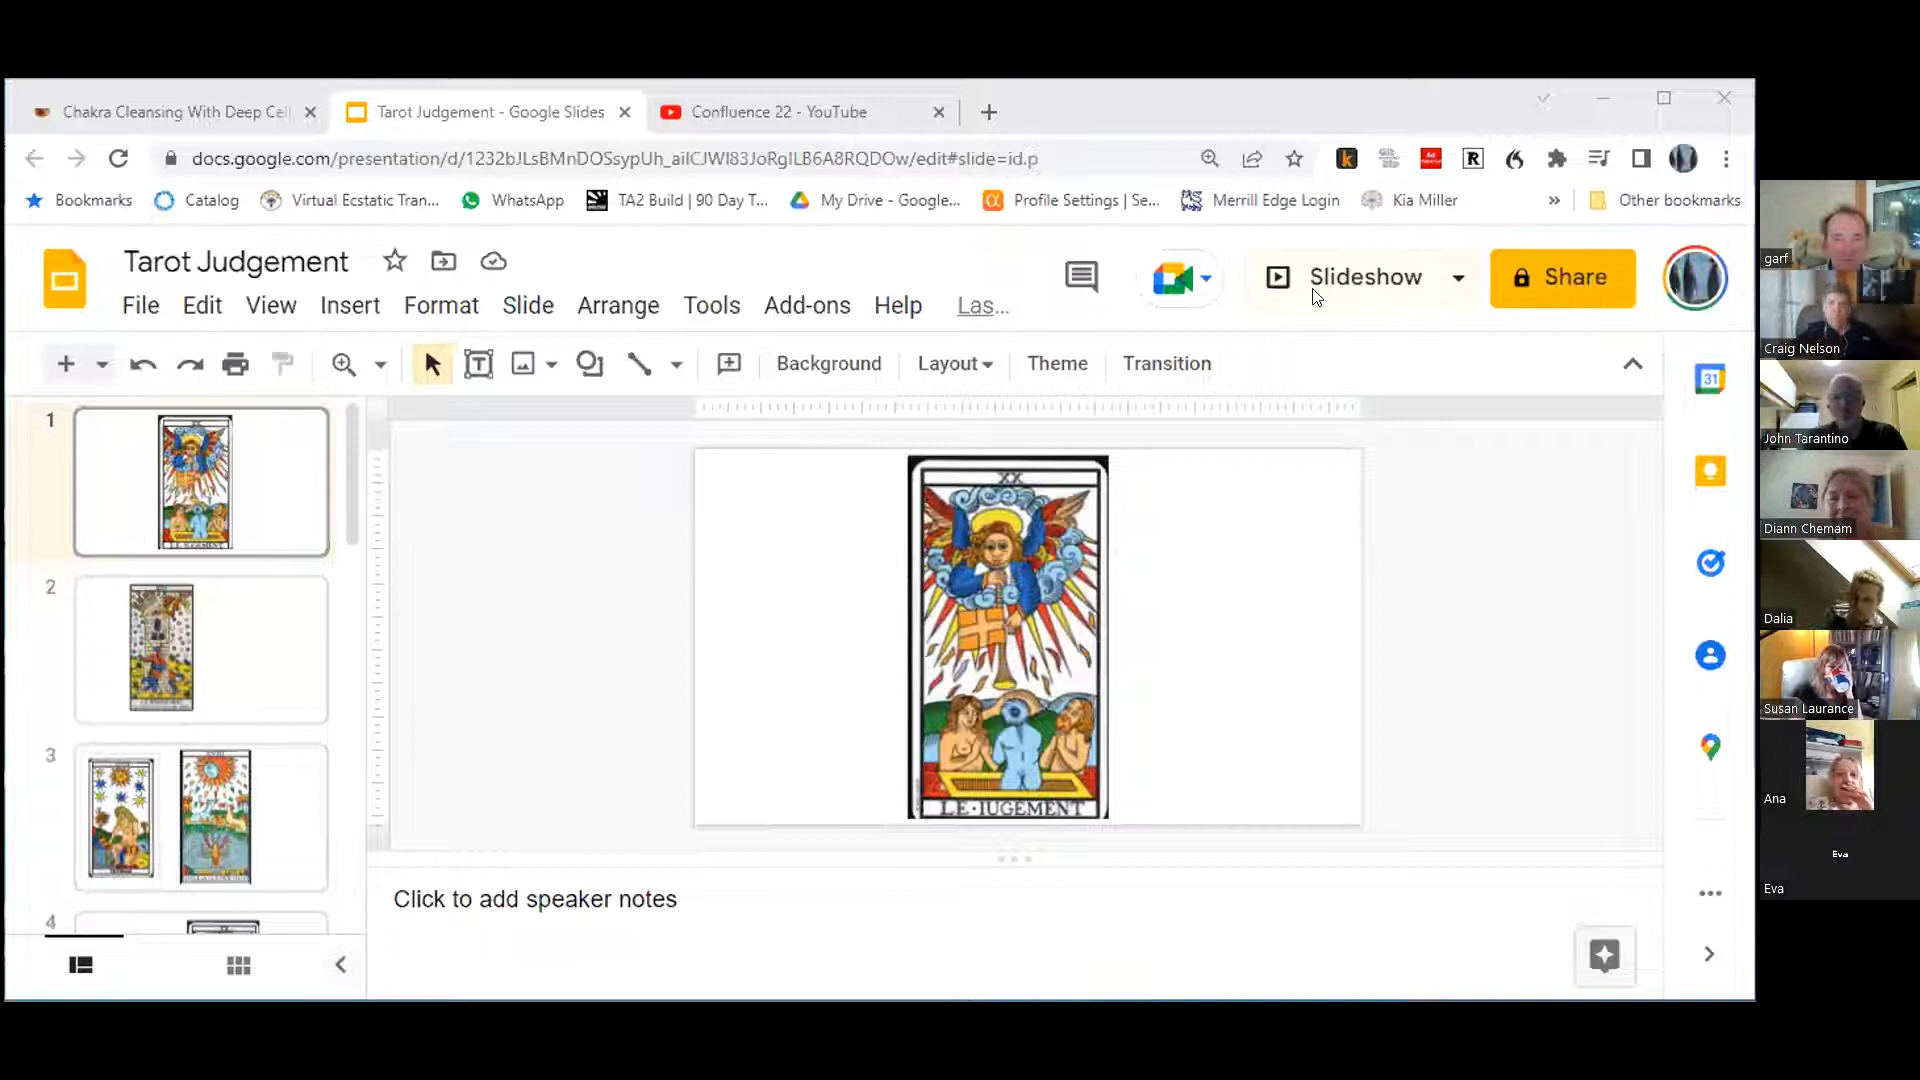 Chakra Cleansing With Deep Cel
Tarot Judgement - Google Slides
Confluence 22 - YouTube
docs.google.com/presentation/d/1232bJLsBMnDOSsypUh_ailCJWI83JoRgILB6A8RQDOw/edit#slide=id.p
Bookmarks
Catalog
Virtual Ecstatic Tran...
WhatsApp
TA2 Build | 90 Day T...
My Drive - Google...
Profile Settings | Se...
Merrill Edge Login
Kia Miller
»
Other bookmarks
Tarot Judgement
File Edit View Insert Format Slide Arrange Tools Add-ons Help Las...
Slideshow
Share
Background
Layout
Theme
Transition
31
1
2
3
4
XX
LE·IUGEMENT
Click to add speaker notes
garf
Craig Nelson
John Tarantino
Diann Chemam
Dalia
Susan Laurance
Ana
Eva
Eva